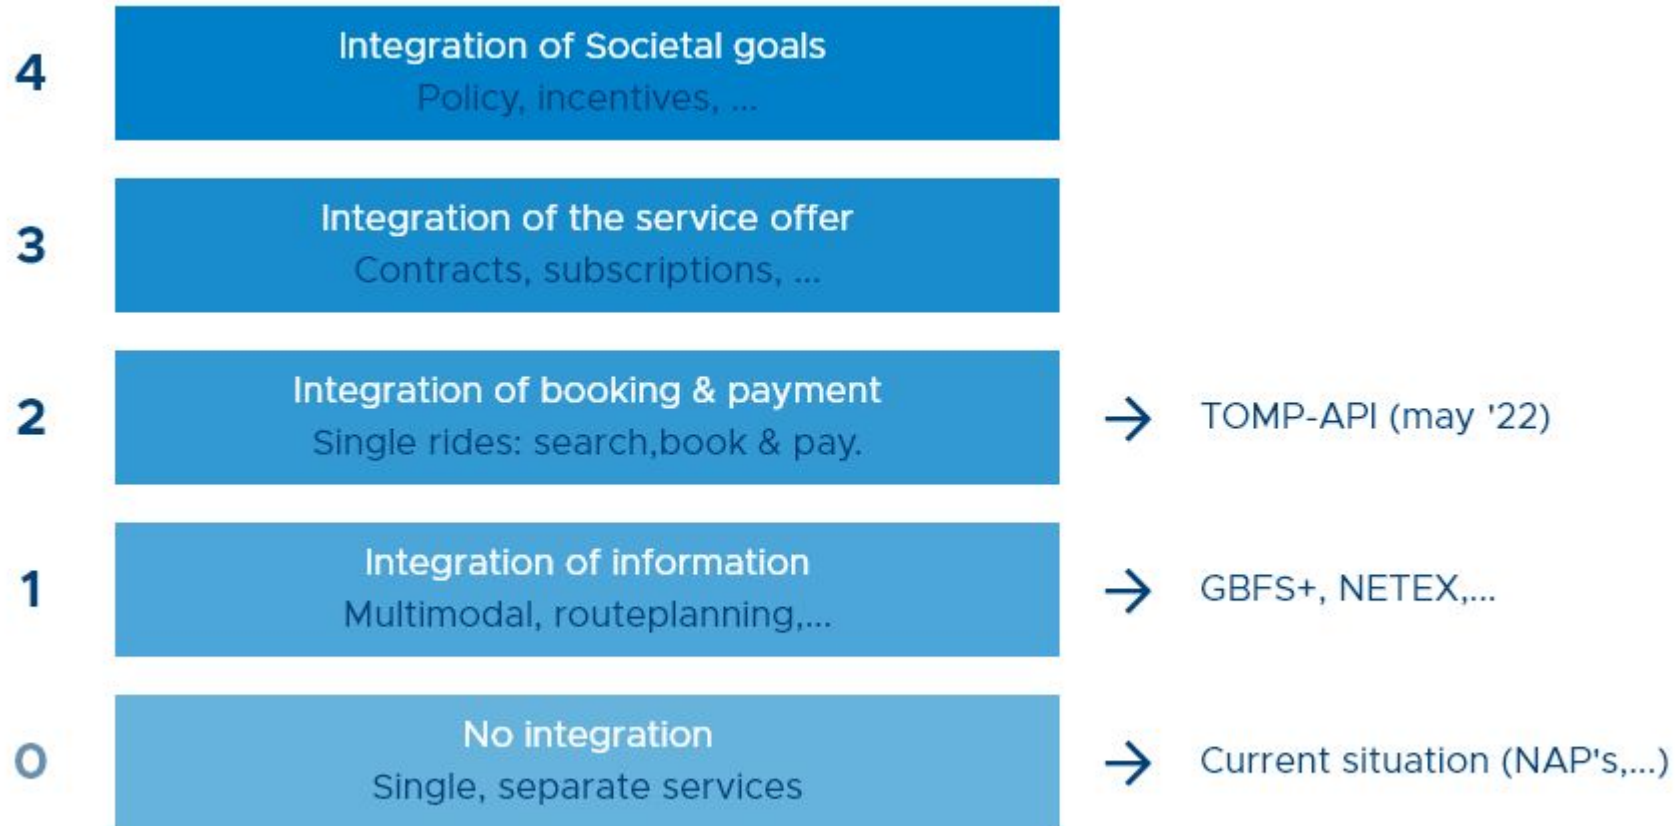 4
Integration of Societal goals
Policy, incentives, ...
3
Integration of the service offer
Contracts, subscriptions, ...
2
Integration of booking & payment
Single rides: search,book & pay.
→ TOMP-API (may '22)
1
Integration of information
Multimodal, routeplanning,...
→ GBFS+, NETEX,...
0
No integration
Single, separate services
→ Current situation (NAP's,...)